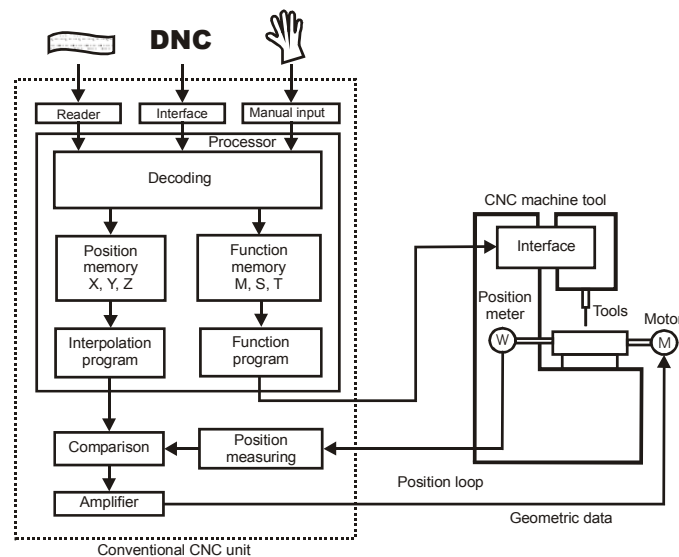 DNC
Reader
Interface
Manual input
Processor
Decoding
Position
memory
X, Y, Z
Function
memory
M, S, T
Interpolation
program
Function
program
Comparison
Position
measuring
Amplifier
Conventional CNC unit
CNC machine tool
Interface
Position
meter
Tools
Motor
W
M
Position loop
Geometric data